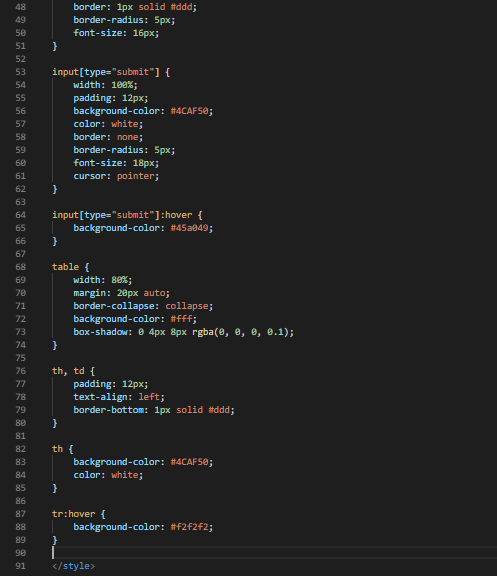 48 border: 1px solid #ddd;
49 border-radius: 5px;
50 font-size: 16px;
51 }
52
53 input[type="submit"] {
54 width: 100%;
55 padding: 12px;
56 background-color: #4CAF50;
57 color: white;
58 border: none;
59 border-radius: 5px;
60 font-size: 18px;
61 cursor: pointer;
62 }
63
64 input[type="submit"]:hover {
65 background-color: #45a049;
66 }
67
68 table {
69 width: 80%;
70 margin: 20px auto;
71 border-collapse: collapse;
72 background-color: #fff;
73 box-shadow: 0 4px 8px rgba(0, 0, 0, 0.1);
74 }
75
76 th, td {
77 padding: 12px;
78 text-align: left;
79 border-bottom: 1px solid #ddd;
80 }
81
82 th {
83 background-color: #4CAF50;
84 color: white;
85 }
86
87 tr:hover {
88 background-color: #f2f2f2;
89 }
90
91 </style>